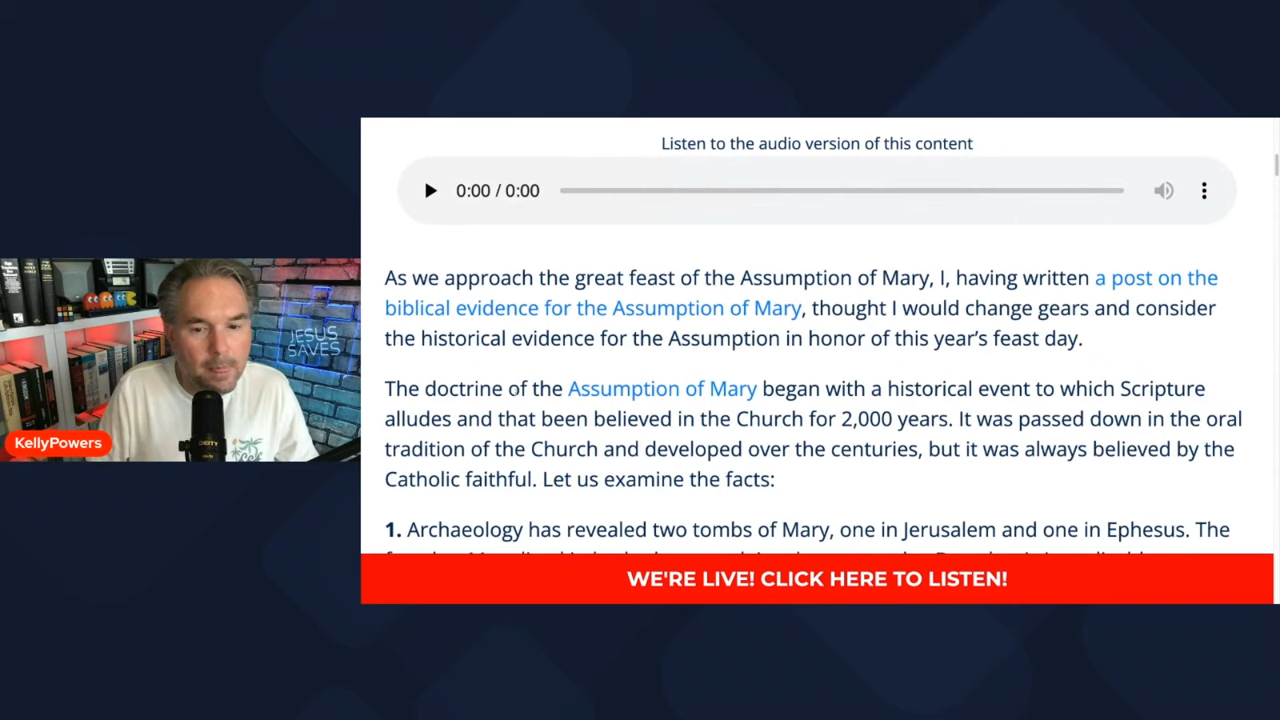 Listen to the audio version of this content
0:00 / 0:00
As we approach the great feast of the Assumption of Mary, I, having written a post on the
biblical evidence for the Assumption of Mary, thought I would change gears and consider
the historical evidence for the Assumption in honor of this year’s feast day.
The doctrine of the Assumption of Mary began with a historical event to which Scripture
alludes and that been believed in the Church for 2,000 years. It was passed down in the oral
tradition of the Church and developed over the centuries, but it was always believed by the
Catholic faithful. Let us examine the facts:
1. Archaeology has revealed two tombs of Mary, one in Jerusalem and one in Ephesus. The
WE'RE LIVE! CLICK HERE TO LISTEN!
JESUS
SAVES
DEITY
KellyPowers